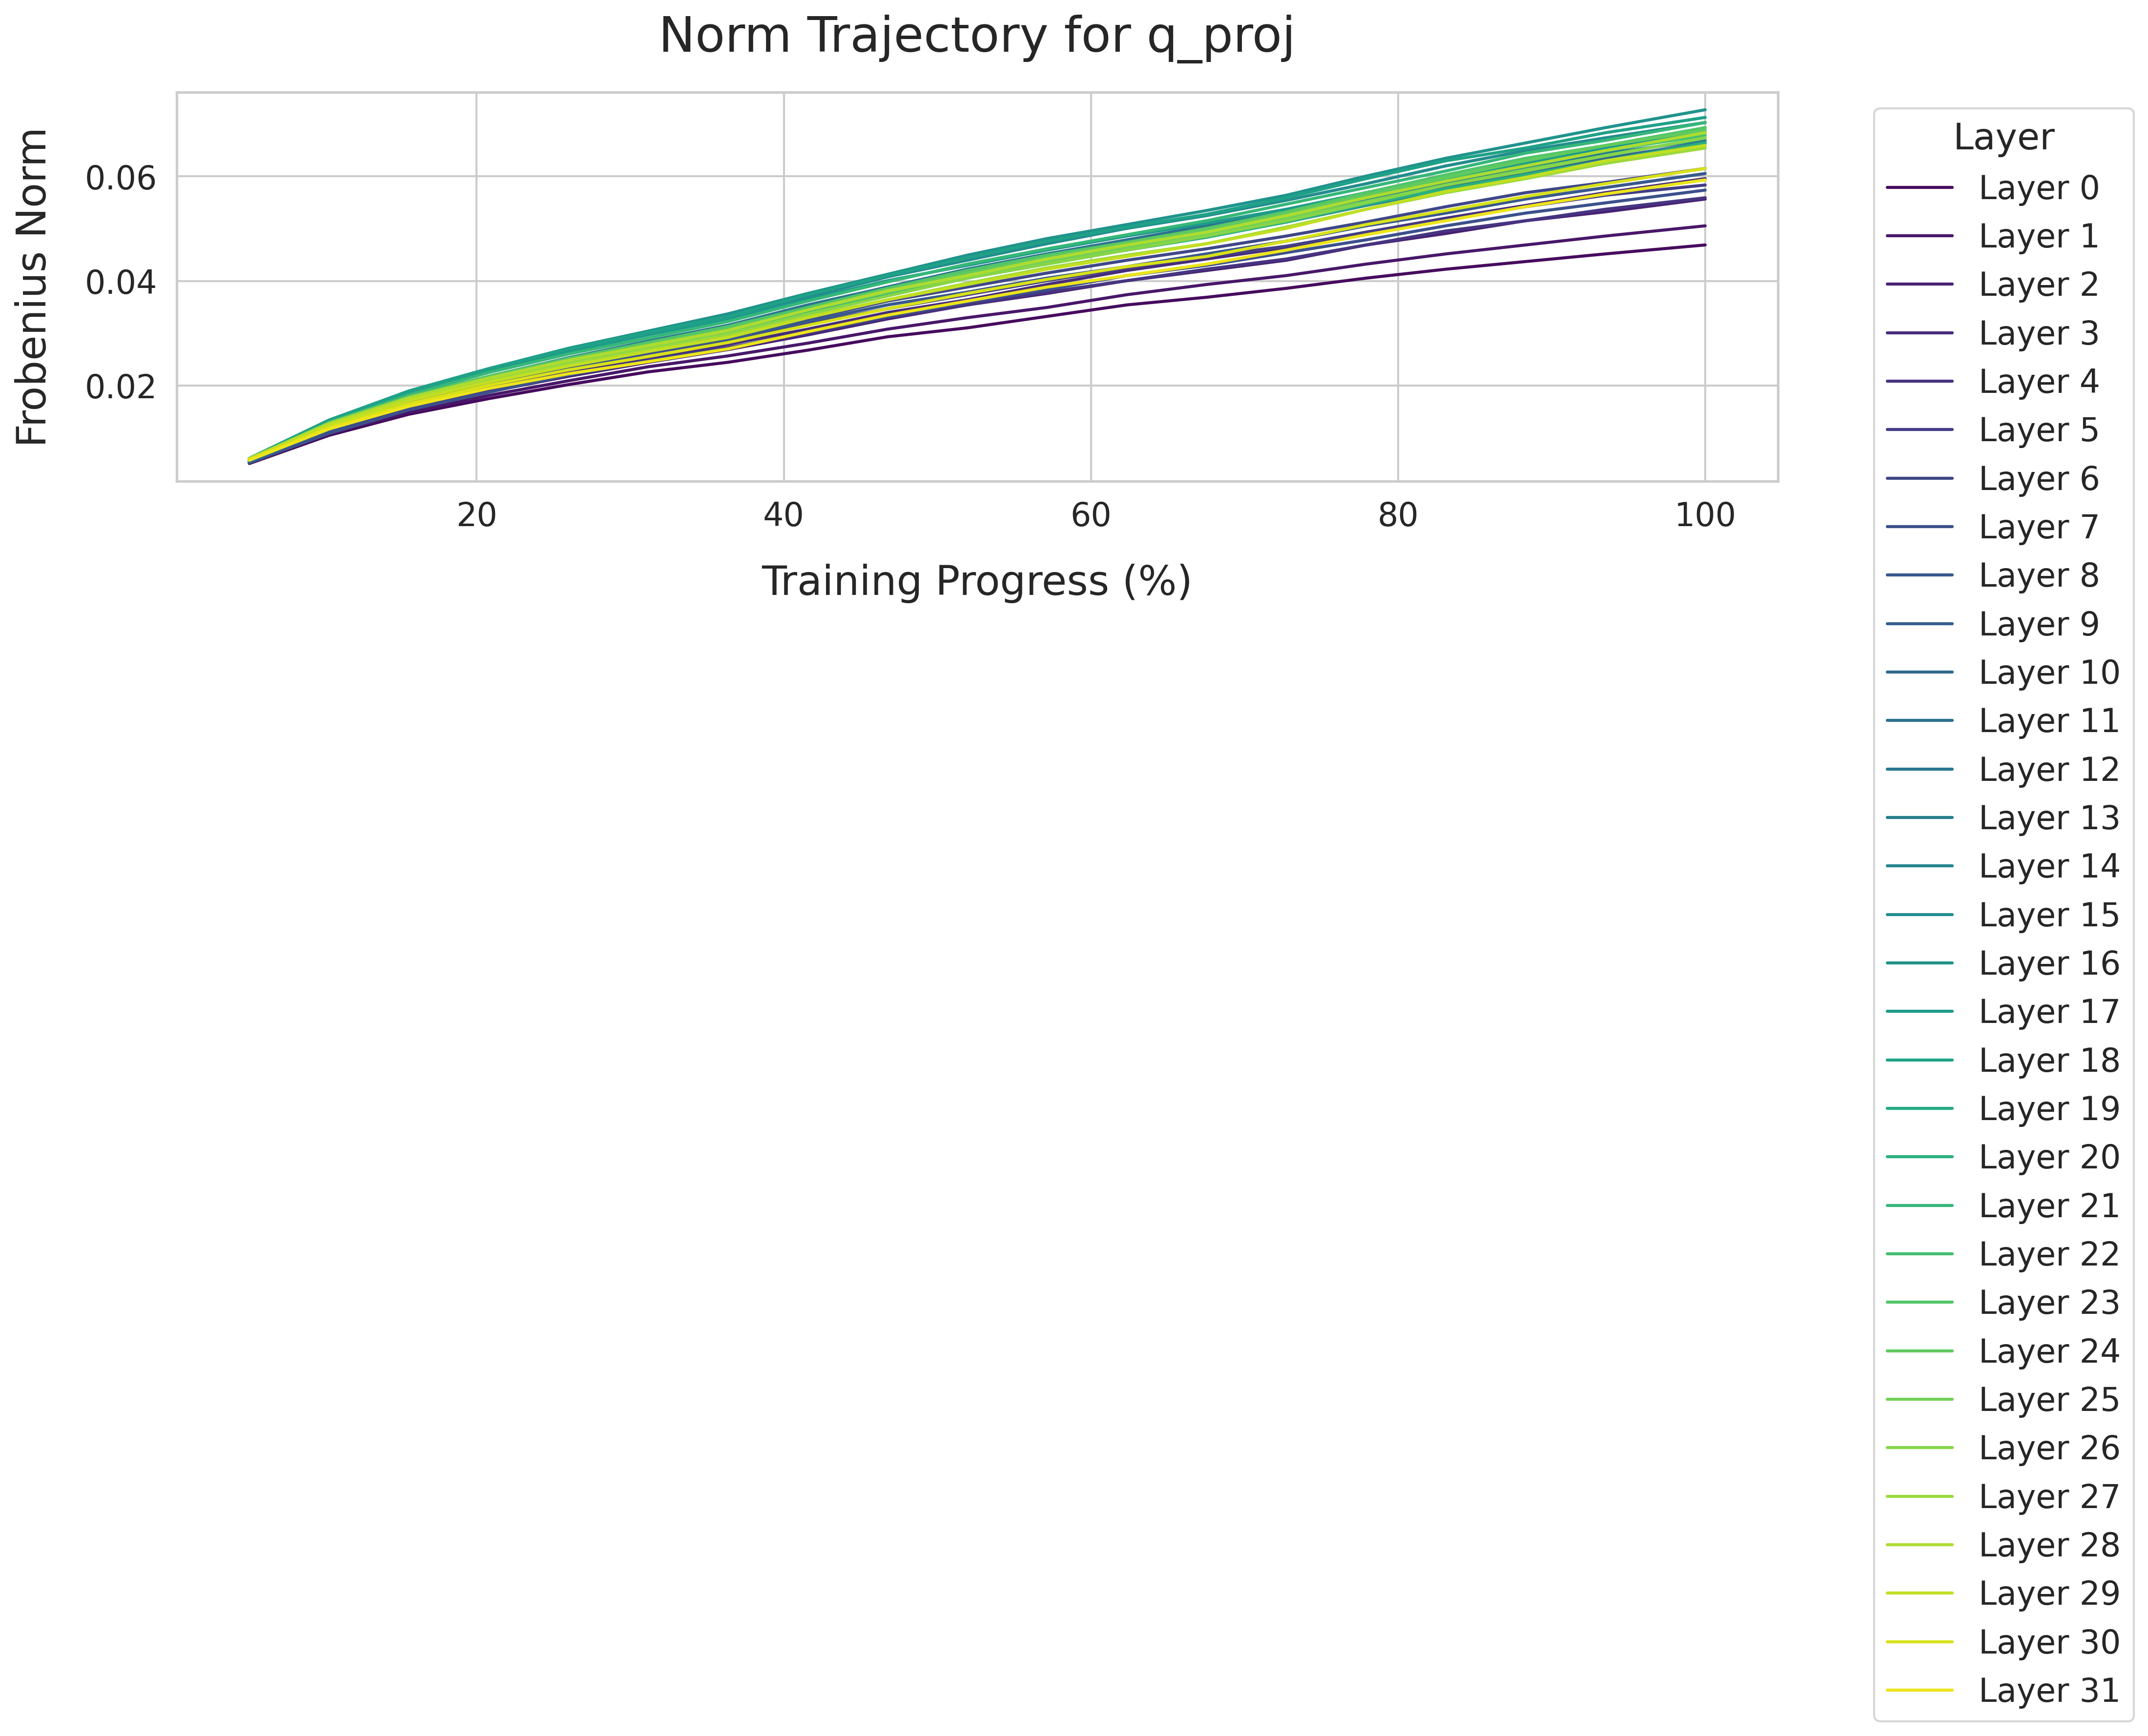 Norm Trajectory for q_proj
Frobenius Norm
0.06
0.04
0.02
20
40
60
80
100
Training Progress (%)
Layer
Layer 0
Layer 1
Layer 2
Layer 3
Layer 4
Layer 5
Layer 6
Layer 7
Layer 8
Layer 9
Layer 10
Layer 11
Layer 12
Layer 13
Layer 14
Layer 15
Layer 16
Layer 17
Layer 18
Layer 19
Layer 20
Layer 21
Layer 22
Layer 23
Layer 24
Layer 25
Layer 26
Layer 27
Layer 28
Layer 29
Layer 30
Layer 31